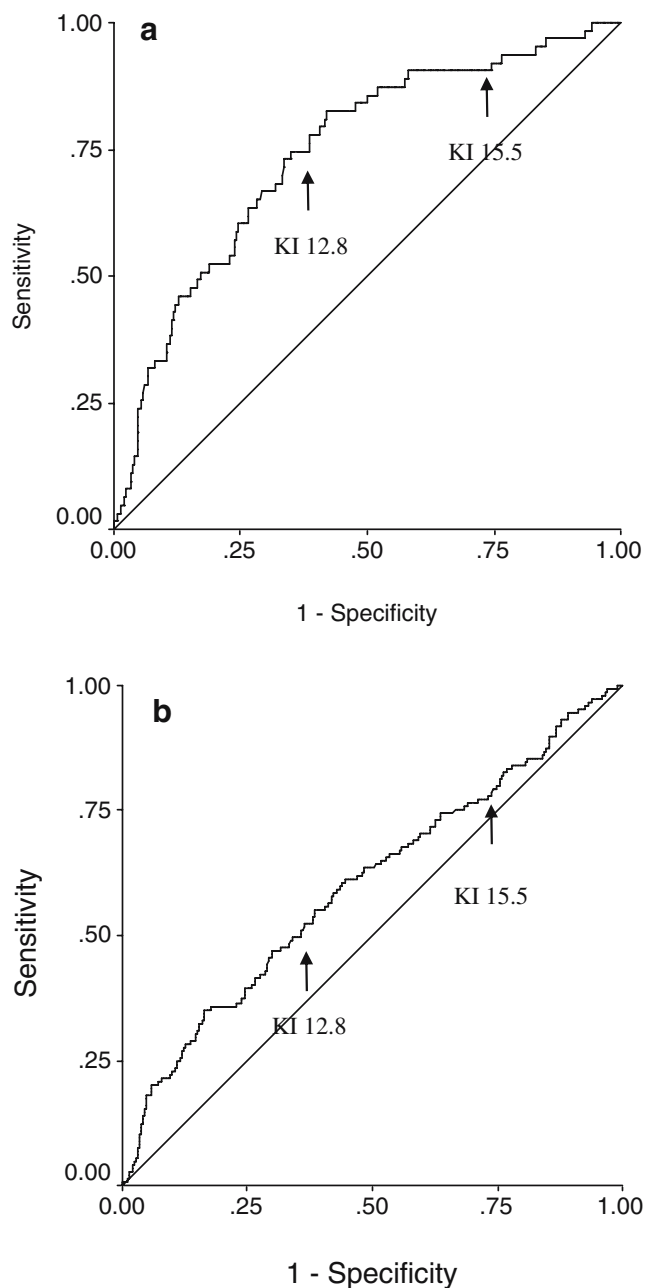 a
1.00
.75
KI 15.5
KI 12.8
Sensitivity
.50
.25
0.00
0.00 .25 .50 .75 1.00
1 - Specificity
b
1.00
.75
KI 15.5
Sensitivity
.50
KI 12.8
.25
0.00
0.00 .25 .50 .75 1.00
1 - Specificity